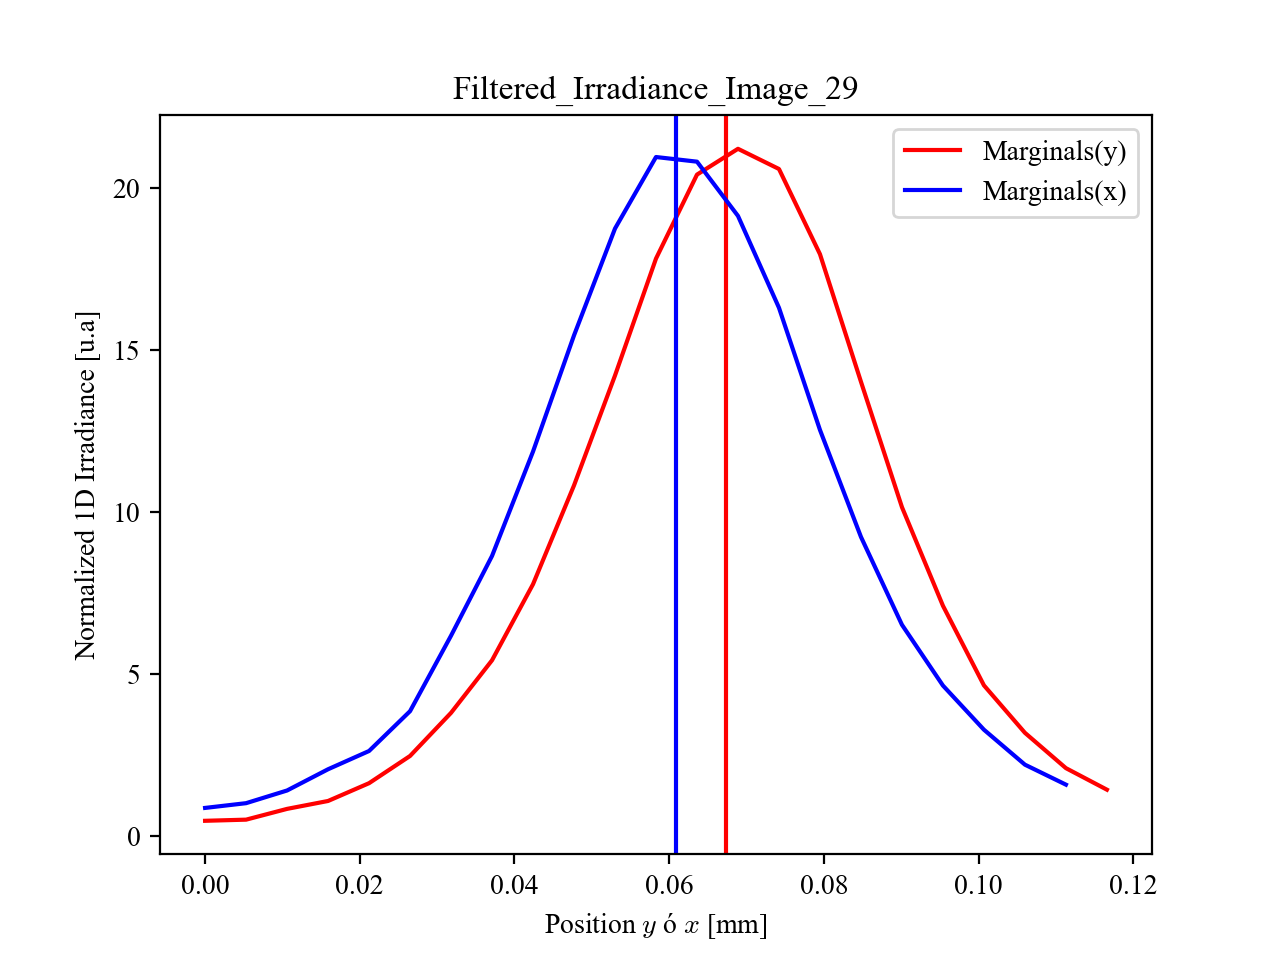 Filtered_Irradiance_Image_29
Marginals(y)
Marginals(x)
Normalized 1D Irradiance [u.a]
20
15
10
5
0
0.00 0.02 0.04 0.06 0.08 0.10 0.12
Position y ó x [mm]